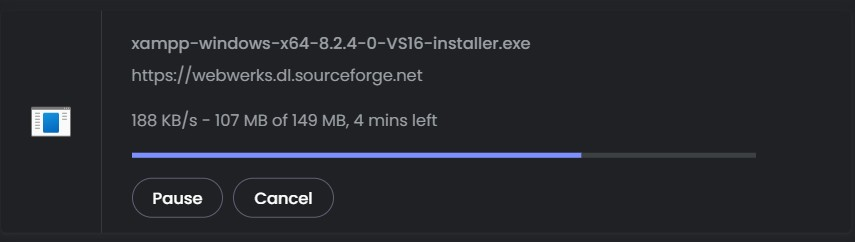 xampp-windows-x64-8.2.4-0-VS16-installer.exe
https://webwerks.dl.sourceforge.net
188 KB/s - 107 MB of 149 MB, 4 mins left
Pause Cancel